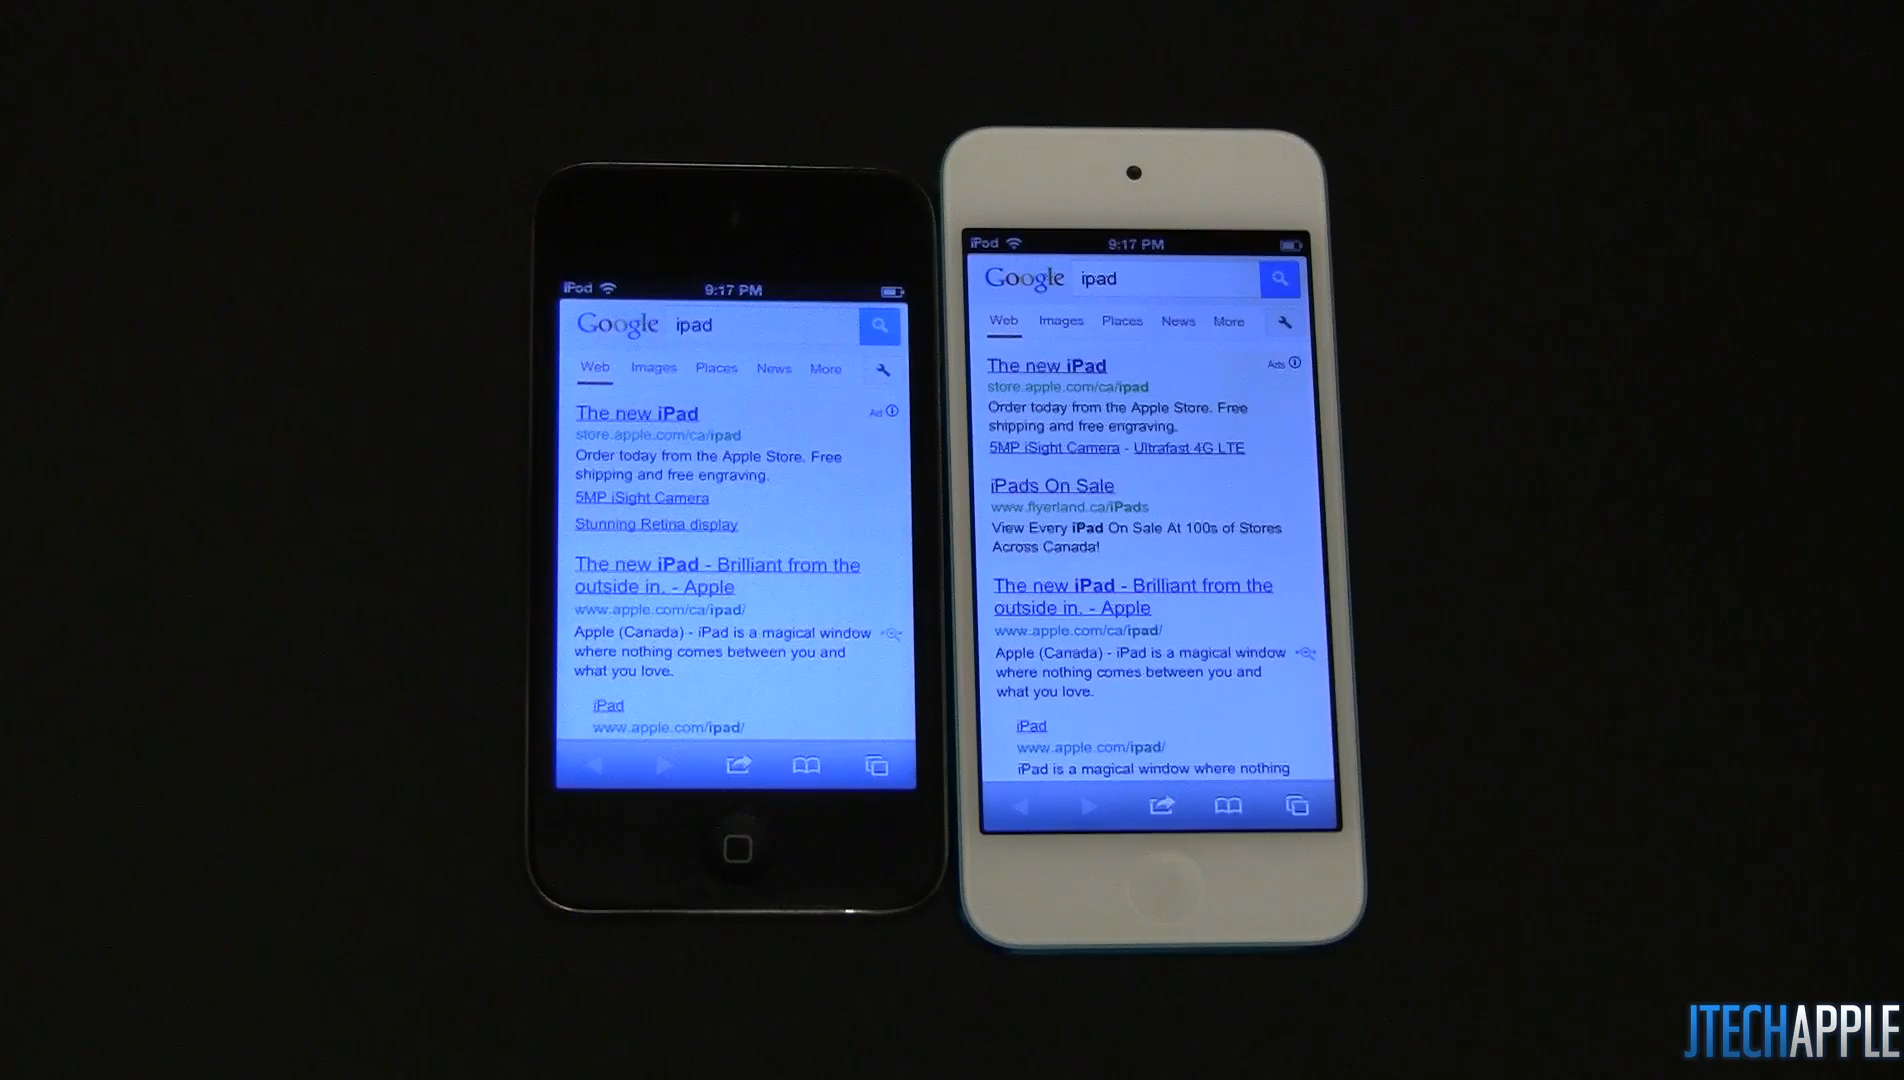 iPod
9:17 PM
Google ipad
Web Images Places News More
The new iPad
Ad
store.apple.com/ca/ipad
Order today from the Apple Store. Free
shipping and free engraving.
5MP iSight Camera
Stunning Retina display
The new iPad - Brilliant from the
outside in. - Apple
www.apple.com/ca/ipad/
Apple (Canada) - iPad is a magical window
where nothing comes between you and
what you love.
iPad
www.apple.com/ipad/
iPod
9:17 PM
Google ipad
Web Images Places News More
The new iPad
Ads
store.apple.com/ca/ipad
Order today from the Apple Store. Free
shipping and free engraving.
5MP iSight Camera - Ultrafast 4G LTE
iPads On Sale
www.flyerland.ca/iPads
View Every iPad On Sale At 100s of Stores
Across Canada!
The new iPad - Brilliant from the
outside in. - Apple
www.apple.com/ca/ipad/
Apple (Canada) - iPad is a magical window
where nothing comes between you and
what you love.
iPad
www.apple.com/ipad/
iPad is a magical window where nothing
JTECHAPPLE